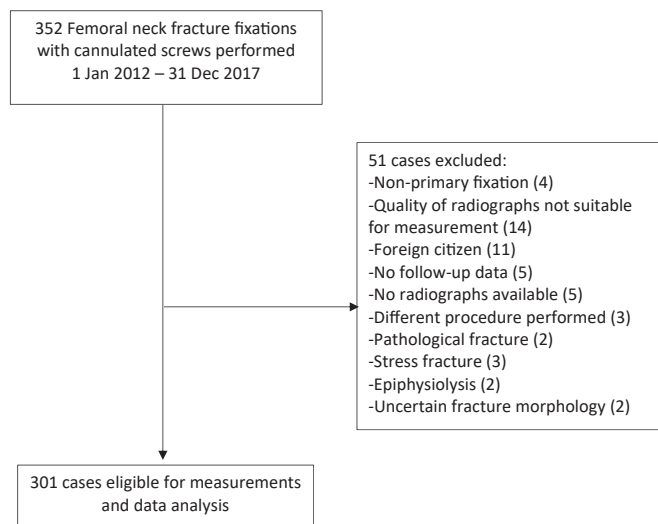 352 Femoral neck fracture fixations
with cannulated screws performed
1 Jan 2012 – 31 Dec 2017
51 cases excluded:
-Non-primary fixation (4)
-Quality of radiographs not suitable
for measurement (14)
-Foreign citizen (11)
-No follow-up data (5)
-No radiographs available (5)
-Different procedure performed (3)
-Pathological fracture (2)
-Stress fracture (3)
-Epiphysiolysis (2)
-Uncertain fracture morphology (2)
301 cases eligible for measurements
and data analysis